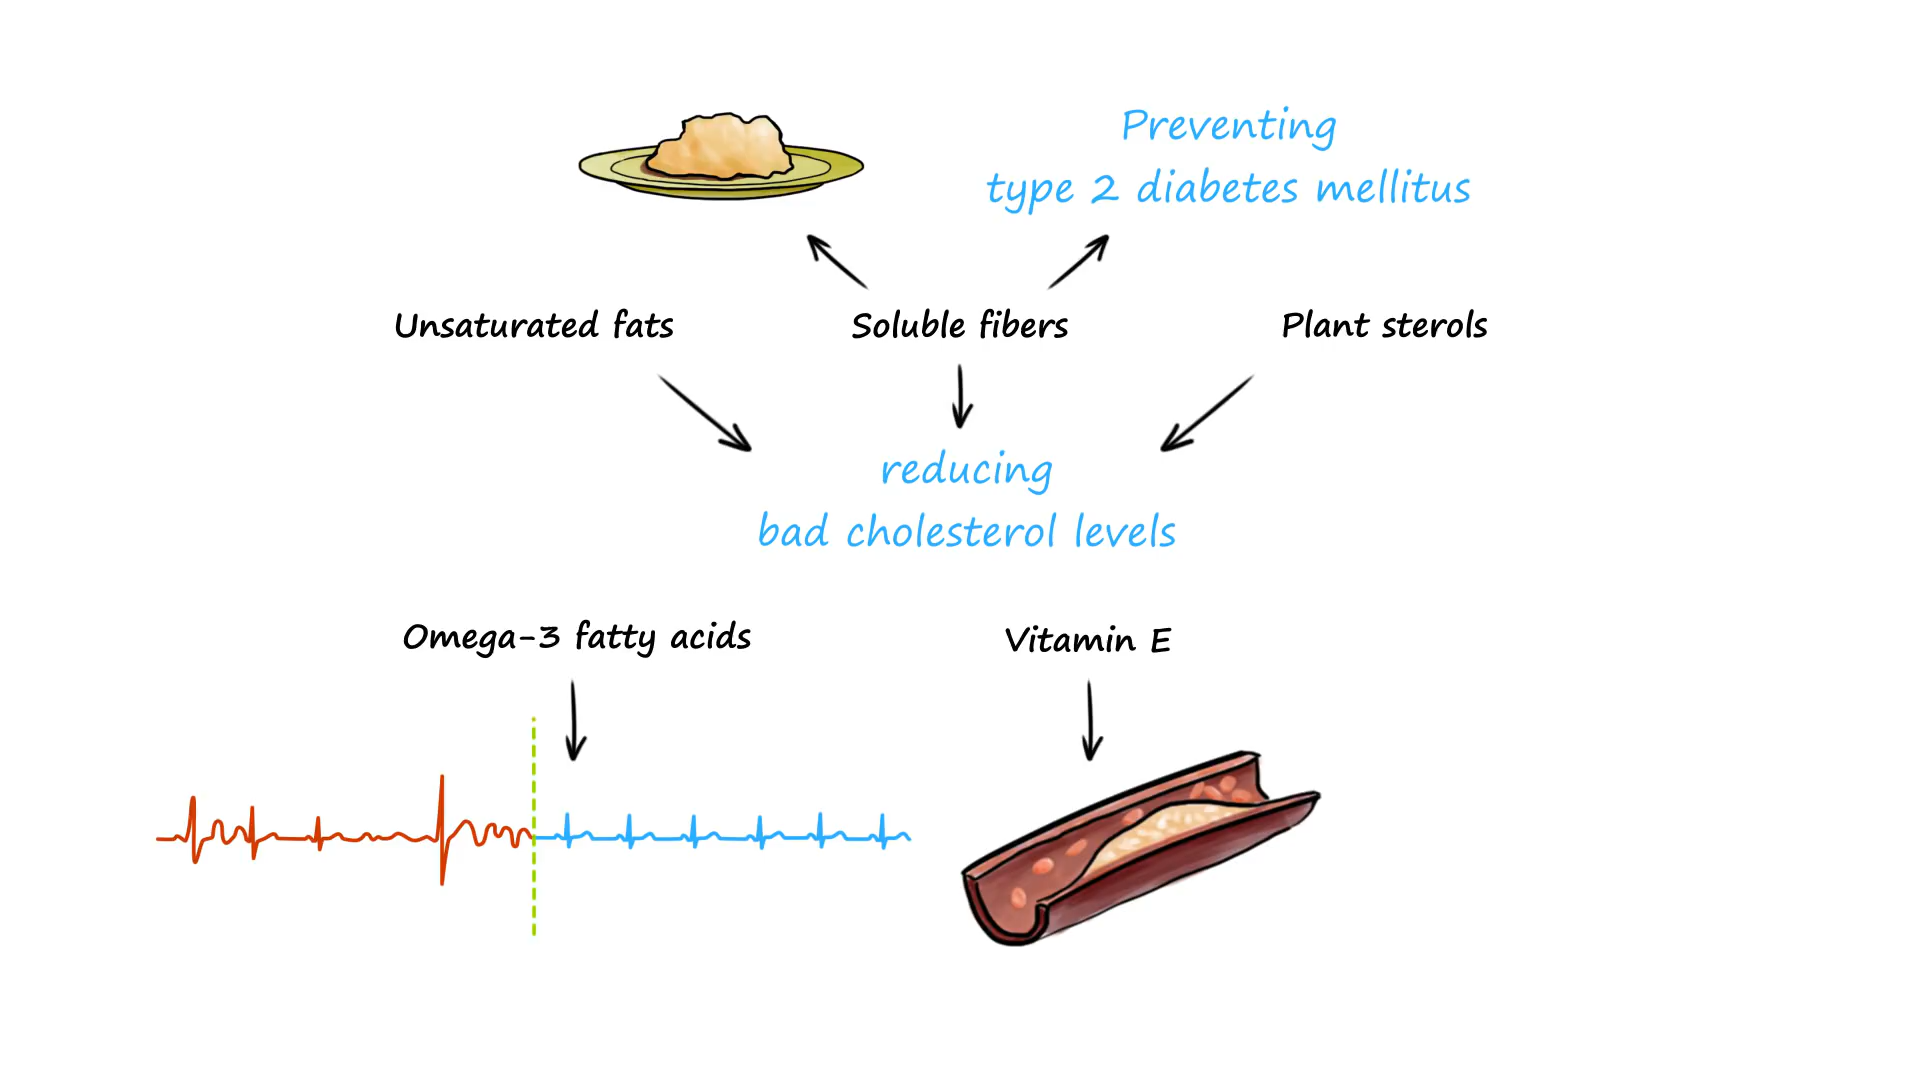 Preventing
type 2 diabetes mellitus
Unsaturated fats
Soluble fibers
Plant sterols
reducing
bad cholesterol levels
Omega-3 fatty acids
Vitamin E